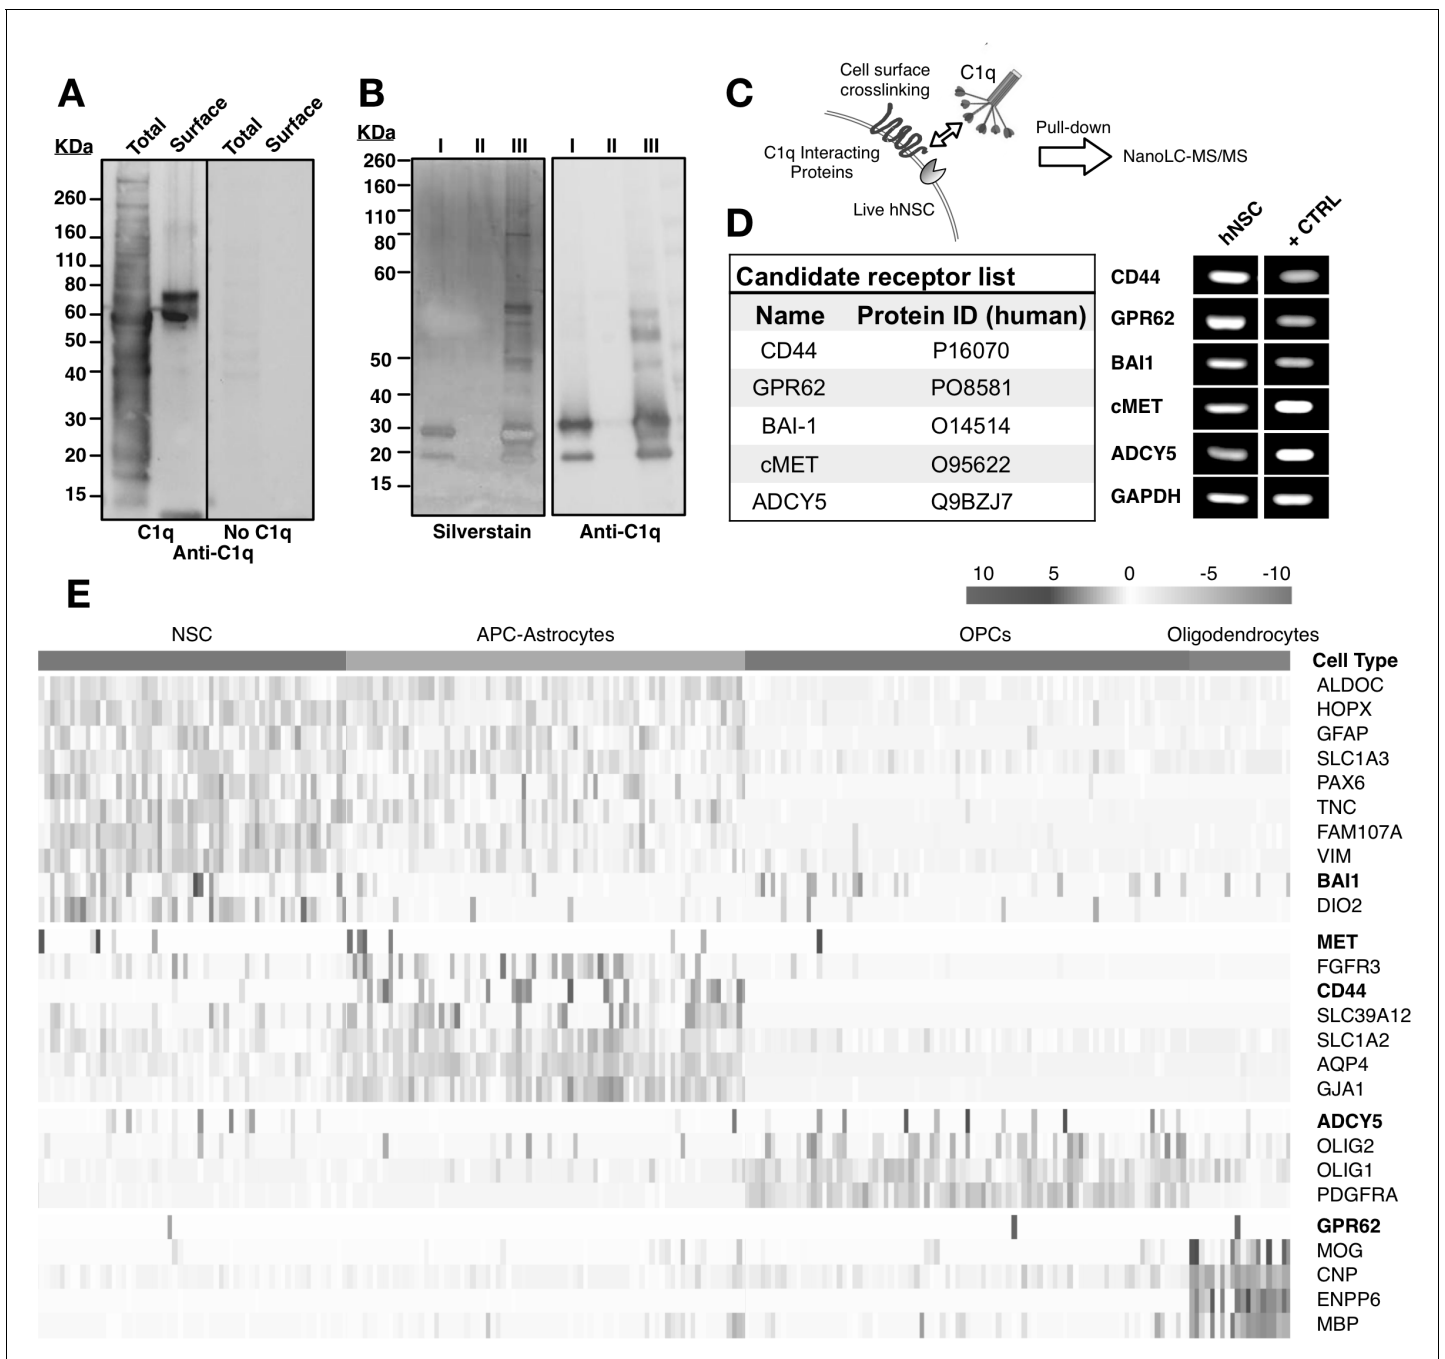 A
KDa
Total
Surface
Total
Surface
260
160
110
80
60
50
40
30
20
15
C1q
No C1q
Anti-C1q
B
KDa
I
II
III
I
II
III
260
160
110
80
60
50
40
30
20
15
Silverstain
Anti-C1q
C
Cell surface
crosslinking
C1q
C1q Interacting
Proteins
Live hNSC
Pull-down
NanoLC-MS/MS
D
Candidate receptor list
Name Protein ID (human)
CD44 P16070
GPR62 PO8581
BAI-1 O14514
cMET O95622
ADCY5 Q9BZJ7
hNSC
+ CTRL
CD44
GPR62
BAI1
cMET
ADCY5
GAPDH
E
10 5 0 -5 -10
NSC APC-Astrocytes OPCs Oligodendrocytes
Cell Type
ALDOC
HOPX
GFAP
SLC1A3
PAX6
TNC
FAM107A
VIM
BAI1
DIO2
MET
FGFR3
CD44
SLC39A12
SLC1A2
AQP4
GJA1
ADCY5
OLIG2
OLIG1
PDGFRA
GPR62
MOG
CNP
ENPP6
MBP